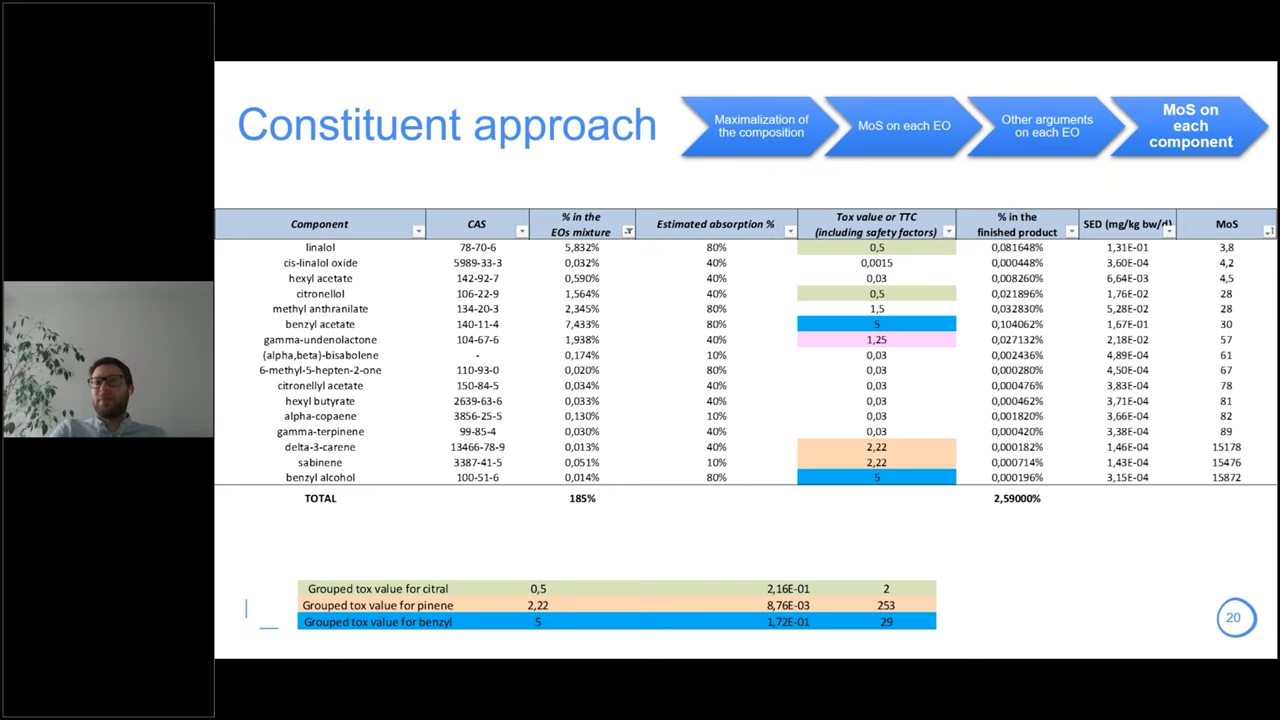 Constituent approach
Maximalization of
the composition
MoS on each EO
Other arguments
on each EO
MoS on
each
component
Component CAS % in the EOs mixture Estimated absorption % Tox value or TTC (including safety factors) % in the finished product SED (mg/kg bw/d) MoS
linalol 78-70-6 5,832% 80% 0,5 0,081648% 1,31E-01 3,8
cis-linalol oxide 5989-33-3 0,032% 40% 0,0015 0,000448% 3,60E-04 4,2
hexyl acetate 142-92-7 0,590% 40% 0,03 0,008260% 6,64E-03 4,5
citronellol 106-22-9 1,564% 40% 0,5 0,021896% 1,76E-02 28
methyl anthranilate 134-20-3 2,345% 80% 1,5 0,032830% 5,28E-02 28
benzyl acetate 140-11-4 7,433% 80% 5 0,104062% 1,67E-01 30
gamma-undenolactone 104-67-6 1,938% 40% 1,25 0,027132% 2,18E-02 57
(alpha,beta)-bisabolene - 0,174% 10% 0,03 0,002436% 4,89E-04 61
6-methyl-5-hepten-2-one 110-93-0 0,020% 80% 0,03 0,000280% 4,50E-04 67
citronellyl acetate 150-84-5 0,034% 40% 0,03 0,000476% 3,83E-04 78
hexyl butyrate 2639-63-6 0,033% 40% 0,03 0,000462% 3,71E-04 81
alpha-copaene 3856-25-5 0,130% 10% 0,03 0,001820% 3,66E-04 82
gamma-terpinene 99-85-4 0,030% 40% 0,03 0,000420% 3,38E-04 89
delta-3-carene 13466-78-9 0,013% 40% 2,22 0,000182% 1,46E-04 15178
sabinene 3387-41-5 0,051% 10% 2,22 0,000714% 1,43E-04 15476
benzyl alcohol 100-51-6 0,014% 80% 5 0,000196% 3,15E-04 15872
TOTAL 185% 2,59000%
Grouped tox value for citral 0,5 2,16E-01 2
Grouped tox value for pinene 2,22 8,76E-03 253
Grouped tox value for benzyl 5 1,72E-01 29
20